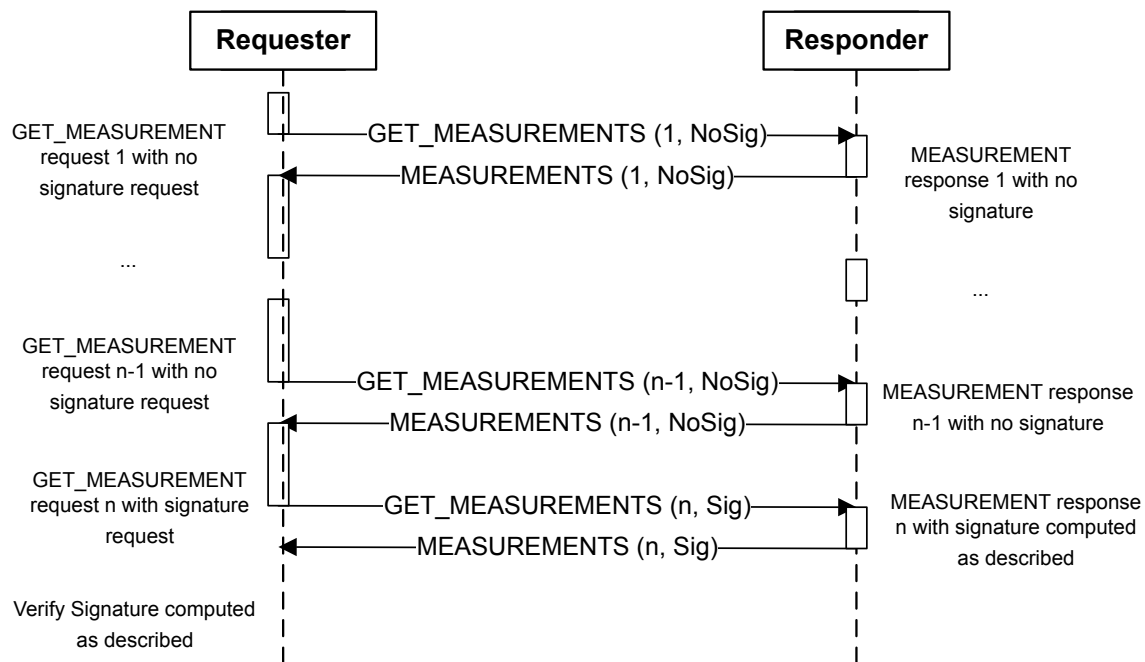 Requester
Responder
GET_MEASUREMENT
request 1 with no
signature request
GET_MEASUREMENTS (1, NoSig)
MEASUREMENTS (1, NoSig)
MEASUREMENT
response 1 with no
signature
...
...
GET_MEASUREMENT
request n-1 with no
signature request
GET_MEASUREMENTS (n-1, NoSig)
MEASUREMENTS (n-1, NoSig)
MEASUREMENT response
n-1 with no signature
GET_MEASUREMENT
request n with signature
request
GET_MEASUREMENTS (n, Sig)
MEASUREMENTS (n, Sig)
MEASUREMENT response
n with signature computed
as described
Verify Signature computed
as described